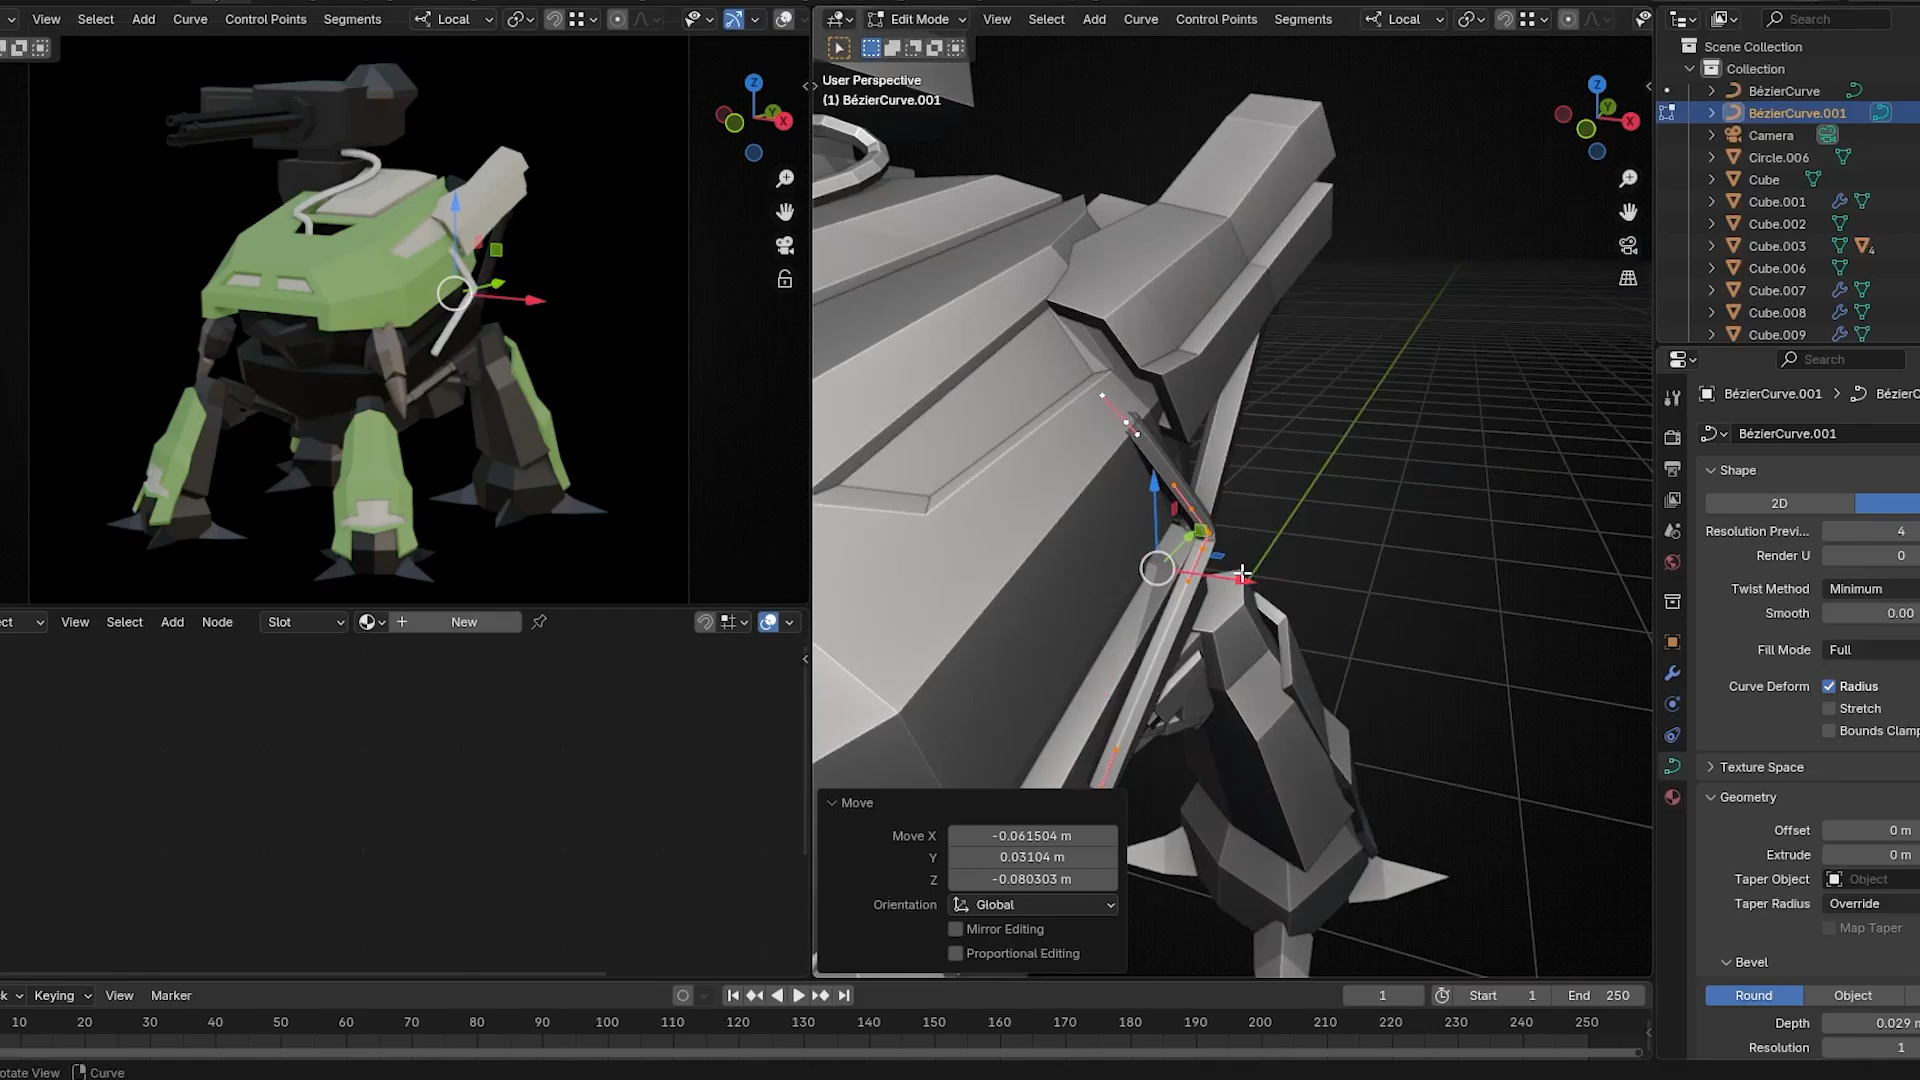 View Select Add Curve Control Points Segments Local
Edit Mode View Select Add Curve Control Points Segments Local
Search
User Perspective
(1) BézierCurve.001
Z
Y
X
Z
Y
X
Scene Collection
Collection
BézierCurve
BézierCurve.001
Camera
Circle.006
Cube
Cube.001
Cube.002
Cube.003
4
Cube.006
Cube.007
Cube.008
Cube.009
Search
BézierCurve.001 > BézierC
BézierCurve.001
Shape
2D
Resolution Previ... 4
Render U 0
Twist Method Minimum
Smooth 0.00
Fill Mode Full
Curve Deform Radius
Stretch
Bounds Clamp
Texture Space
Geometry
Offset 0 m
Extrude 0 m
Taper Object Object
Taper Radius Override
Map Taper
Bevel
Round Object
Depth 0.029 m
Resolution 1
ct View Select Add Node Slot New
Move
Move X -0.061504 m
Y 0.03104 m
Z -0.080303 m
Orientation Global
Mirror Editing
Proportional Editing
k Keying View Marker
1 Start 1 End 250
10 20 30 40 50 60 70 80 90 100 110 120 130 140 150 160 170 180 190 200 210 220 230 240 250
otate View Curve